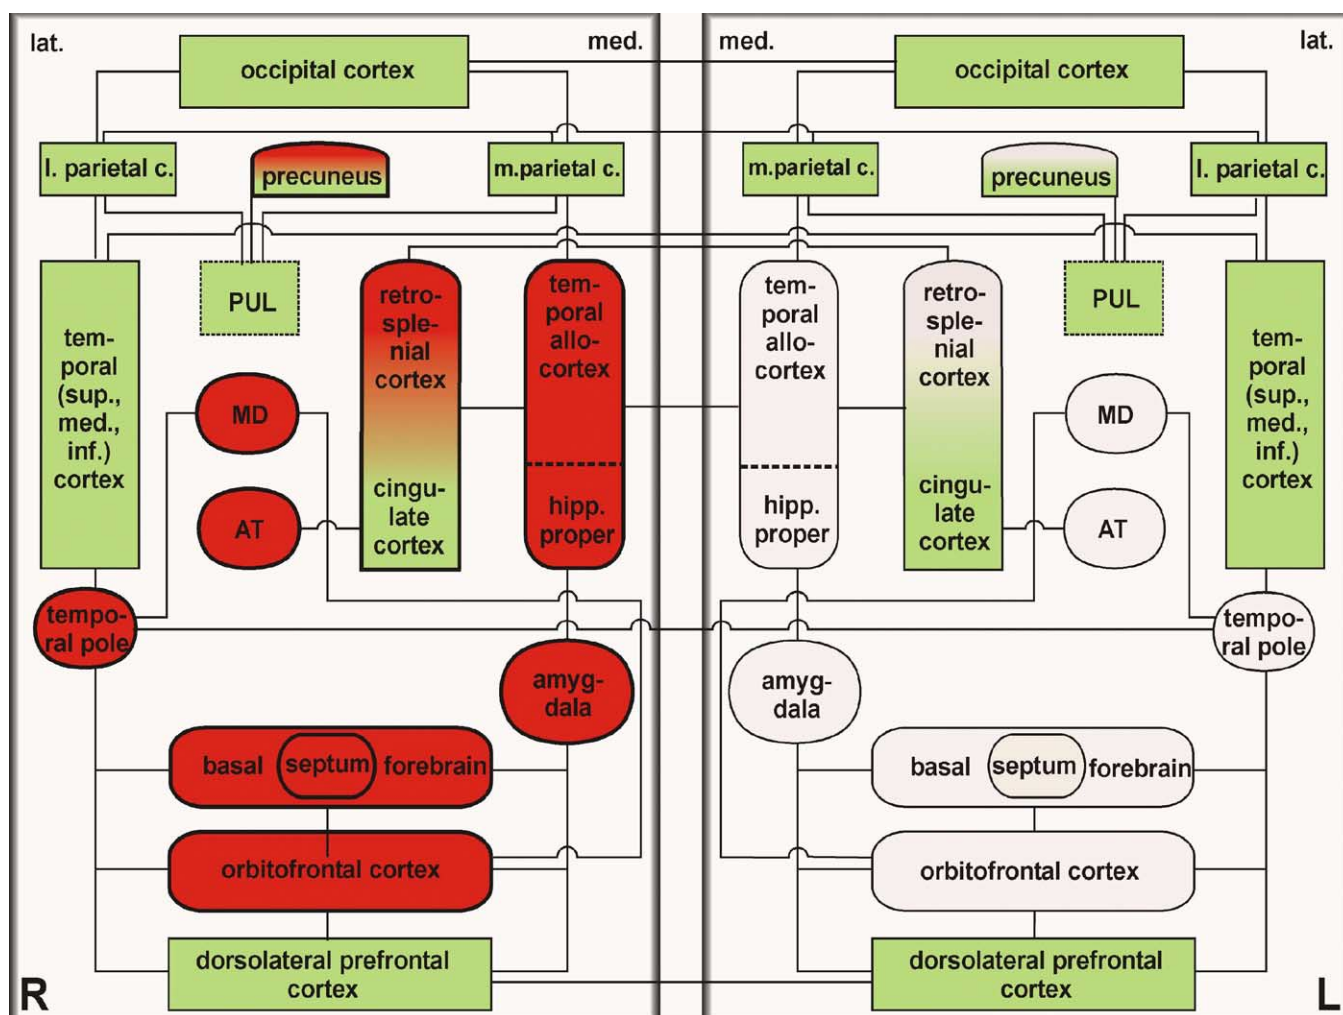 lat.
med.
occipital cortex
l. parietal c.
precuneus
m.parietal c.
PUL
retro-
sple-
nial
cortex
cingu-
late
cortex
tem-
poral
allo-
cortex
hipp.
proper
tem-
poral
(sup.,
med.,
inf.)
cortex
MD
AT
tempo-
ral pole
amyg-
dala
basal septum forebrain
orbitofrontal cortex
dorsolateral prefrontal
cortex
R
med.
lat.
occipital cortex
m.parietal c.
precuneus
l. parietal c.
tem-
poral
allo-
cortex
hipp.
proper
retro-
sple-
nial
cortex
cingu-
late
cortex
PUL
MD
AT
tem-
poral
(sup.,
med.,
inf.)
cortex
tempo-
ral pole
amyg-
dala
basal septum forebrain
orbitofrontal cortex
dorsolateral prefrontal
cortex
L